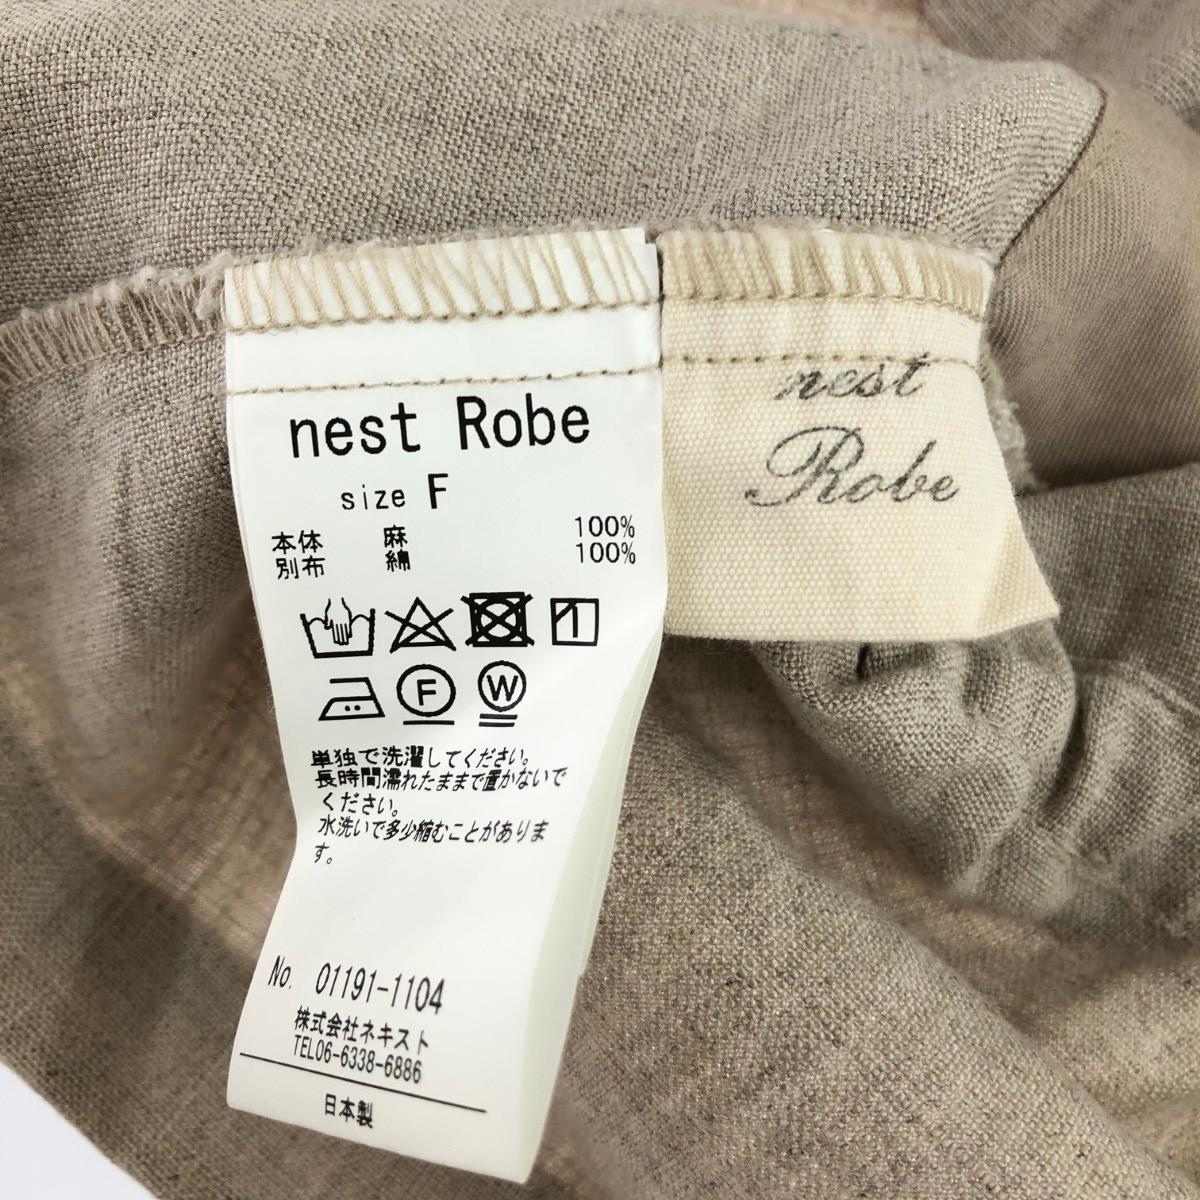 nest Robe
size F
本体 麻 100%
別布 綿 100%
F W
単独で洗濯してください。
長時間濡れたままで置かないで
ください。
水洗いで多少縮むことがありま
す。
No. 01191-1104
株式会社ネキスト
TEL06-6338-6886
日本製
nest
Robe